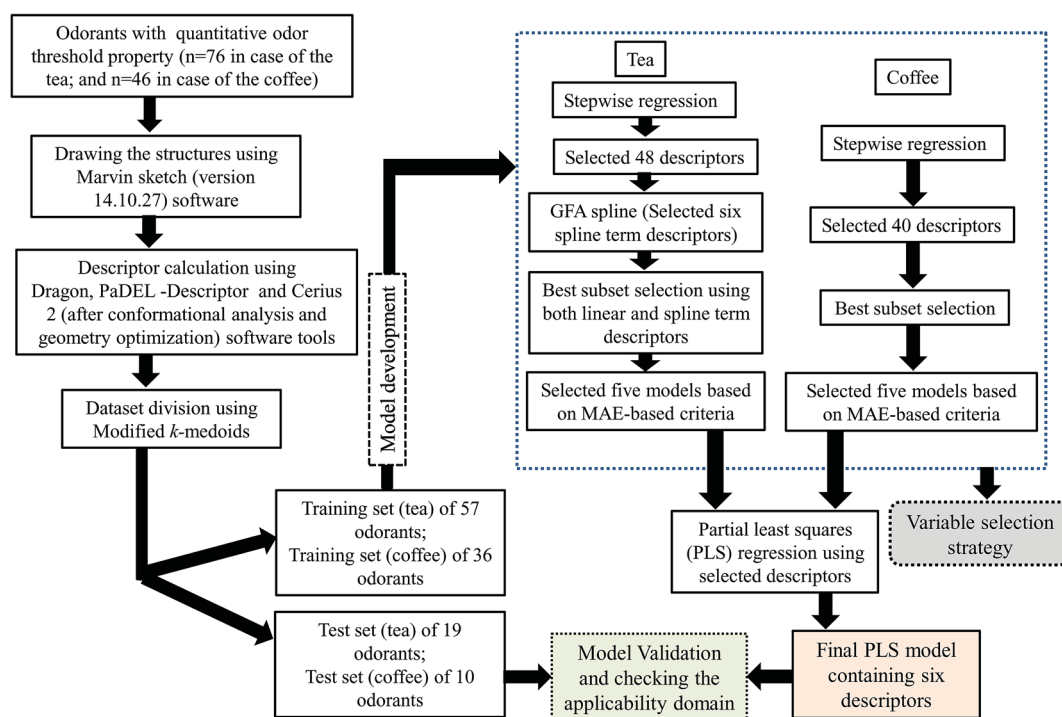 Odorants with quantitative odor
threshold property (n=76 in case of the
tea; and n=46 in case of the coffee)
Drawing the structures using
Marvin sketch (version
14.10.27) software
Descriptor calculation using
Dragon, PaDEL -Descriptor and Cerius
2 (after conformational analysis and
geometry optimization) software tools
Dataset division using
Modified k-medoids
Training set (tea) of 57
odorants;
Training set (coffee) of 36
odorants
Test set (tea) of 19
odorants;
Test set (coffee) of 10
odorants
Model development
Tea
Stepwise regression
Selected 48 descriptors
GFA spline (Selected six
spline term descriptors)
Best subset selection using
both linear and spline term
descriptors
Selected five models based
on MAE-based criteria
Coffee
Stepwise regression
Selected 40 descriptors
Best subset selection
Selected five models based
on MAE-based criteria
Variable selection
strategy
Partial least squares
(PLS) regression using
selected descriptors
Final PLS model
containing six
descriptors
Model Validation
and checking the
applicability domain